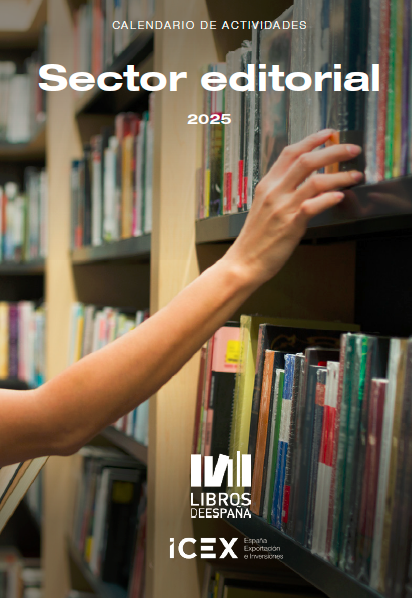 CALENDARIO DE ACTIVIDADES
Sector editorial
2025
LIBROS
DEESPAÑA
ICEX
España
Exportación
e Inversiones